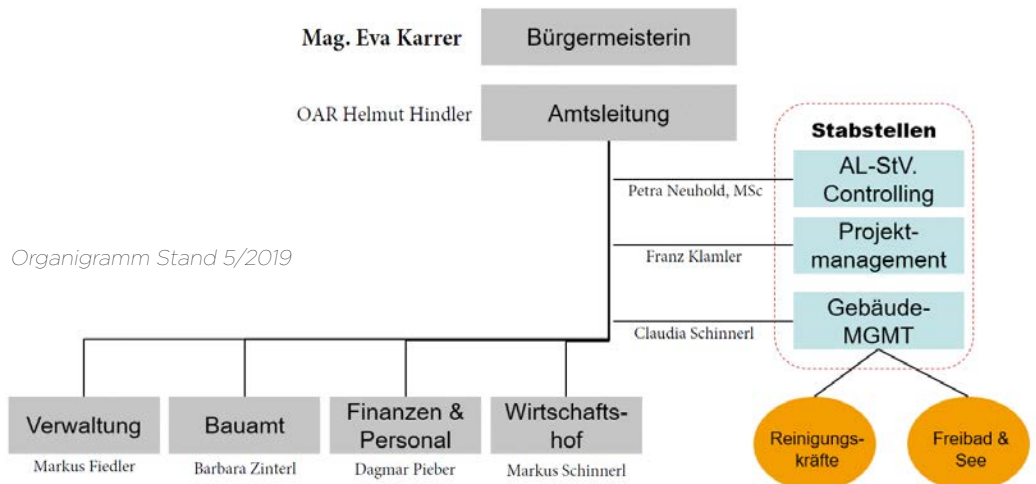 Mag. Eva Karrer
Bürgermeisterin
OAR Helmut Hindler
Amtsleitung
Stabstellen
AL-StV.
Controlling
Petra Neuhold, MSc
Projekt-
management
Franz Klamler
Organigramm Stand 5/2019
Gebäude-
MGMT
Claudia Schinnerl
Verwaltung
Markus Fiedler
Bauamt
Barbara Zinterl
Finanzen &
Personal
Dagmar Pieber
Wirtschafts-
hof
Markus Schinnerl
Reinigungs-
kräfte
Freibad &
See